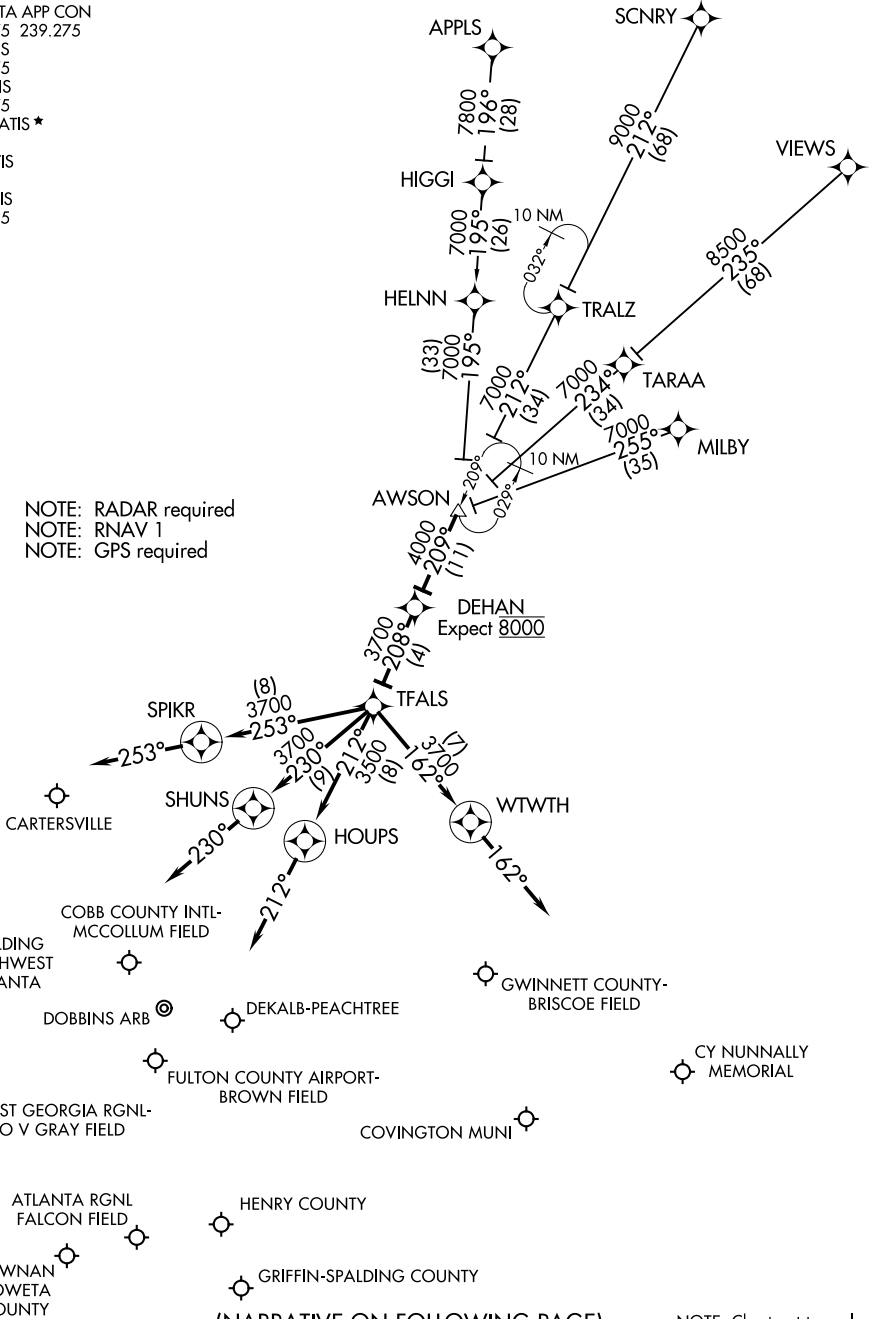 TA APP CON
5 239.275
S
5
IS
5
ATIS ★
IS
IS
5
APPLS
SCNRY
7800
196°
(28)
9000
212°
(68)
VIEWS
HIGGI
10 NM
7000
195°
(26)
032°
8500
235°
(68)
HELNN
TRALZ
(33)
7000
195°
7000
212°
(34)
7000
234°
(34)
TARAA
7000
255°
(35)
MILBY
209°
10 NM
029°
AWSON
NOTE: RADAR required
NOTE: RNAV 1
NOTE: GPS required
4000
209°
(11)
DEHAN
Expect 8000
3700
208°
(4)
TFALS
(8)
3700
253°
SPIKR
253°
3700
230°
(9)
212°
3500
(8)
(7)
3700
162°
CARTERSVILLE
SHUNS
230°
HOUPS
212°
WTWTH
162°
COBB COUNTY INTL-
MCCOLLUM FIELD
LDING
HWEST
ANTA
GWINNETT COUNTY-
BRISCOE FIELD
DOBBINS ARB
DEKALB-PEACHTREE
CY NUNNALLY
MEMORIAL
FULTON COUNTY AIRPORT-
BROWN FIELD
ST GEORGIA RGNL-
O V GRAY FIELD
COVINGTON MUNI
ATLANTA RGNL
FALCON FIELD
HENRY COUNTY
WNAN
OWETA
OUNTY
GRIFFIN-SPALDING COUNTY
(NARRATIVE ON FOLLOWING PAGE)
NOTE: Chart not to scale